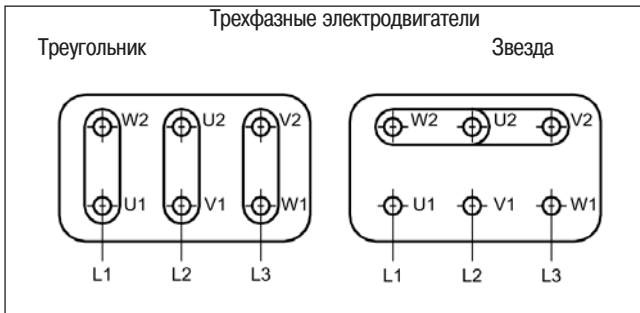 Трехфазные электродвигатели
Треугольник Звезда
W2 U2 V2 W2 U2 V2
U1 V1 W1 U1 V1 W1
L1 L2 L3 L1 L2 L3